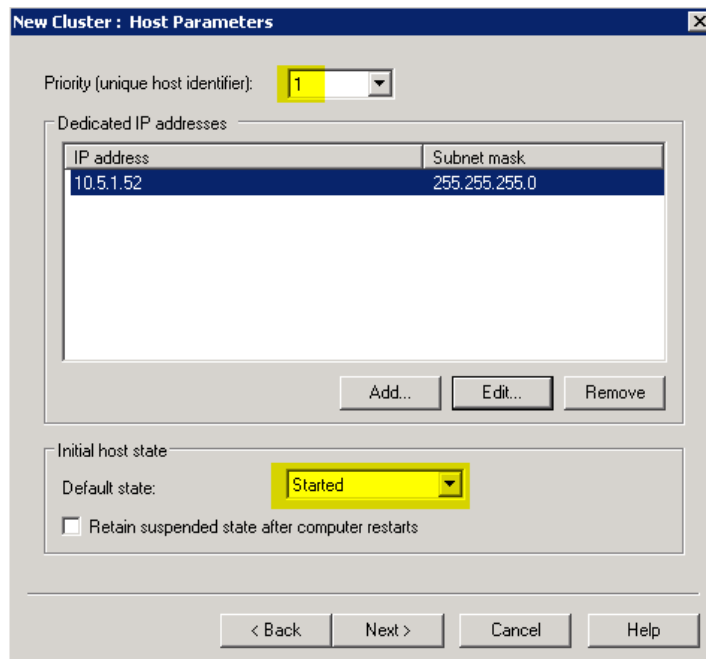 New Cluster : Host Parameters
Priority (unique host identifier): 1
Dedicated IP addresses
IP address Subnet mask
10.5.1.52 255.255.255.0
Add... Edit... Remove
Initial host state
Default state: Started
Retain suspended state after computer restarts
< Back Next > Cancel Help